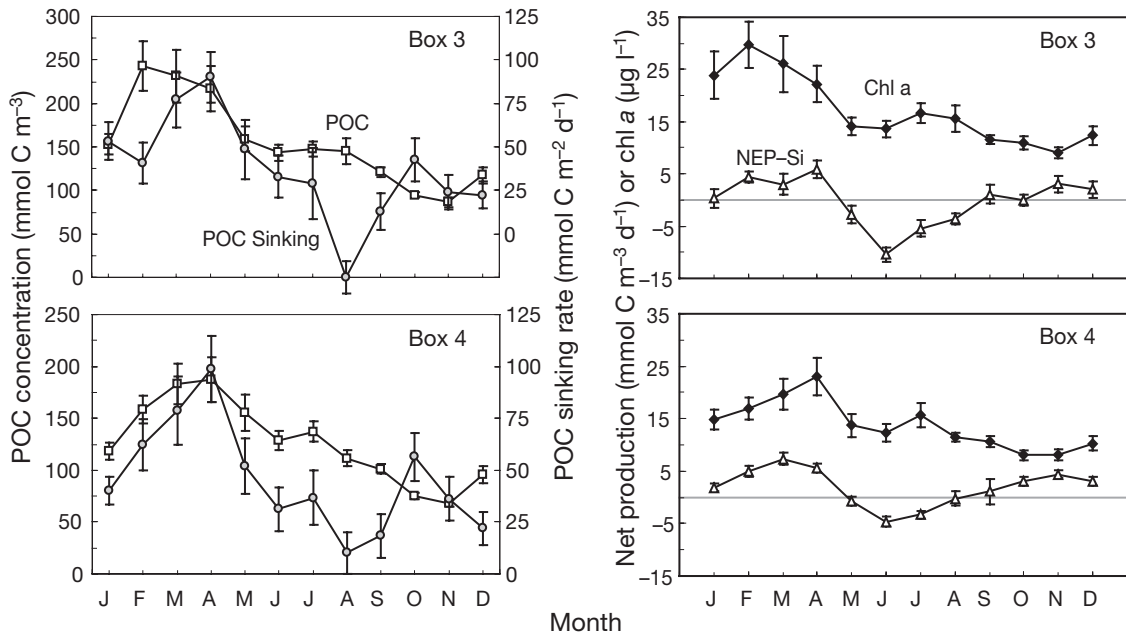 POC concentration (mmol C m⁻³)
300
250
200
150
100
50
0
Box 3
POC
POC Sinking
125
100
75
50
25
0
250
200
150
100
50
0
Box 4
125
100
75
50
25
0
J F M A M J J A S O N D
POC sinking rate (mmol C m⁻² d⁻¹)
Net production (mmol C m⁻³ d⁻¹) or chl a (µg l⁻¹)
35
25
15
5
−5
−15
Box 3
Chl a
NEP–Si
35
25
15
5
−5
−15
Box 4
J F M A M J J A S O N D
Month